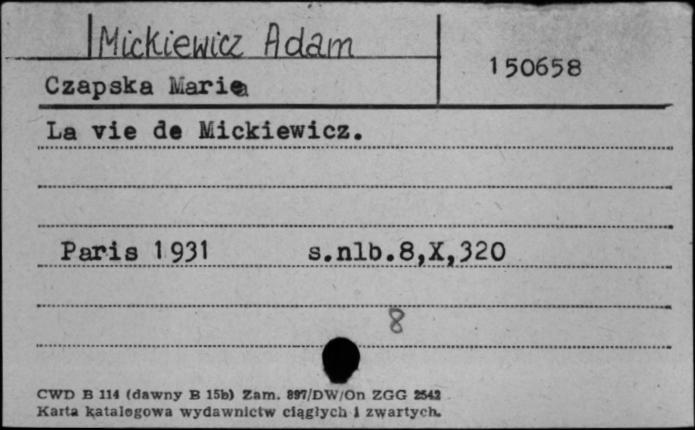 Mickiewicz Adam
150658
Czapska Maria
La vie de Mickiewicz.
Paris 1931 s.nlb.8,X,320
8
CWD B 114 (dawny B 15b) Zam. 897/DW/On ZGG 2542
Karta katalogowa wydawnictw ciągłych i zwartych.